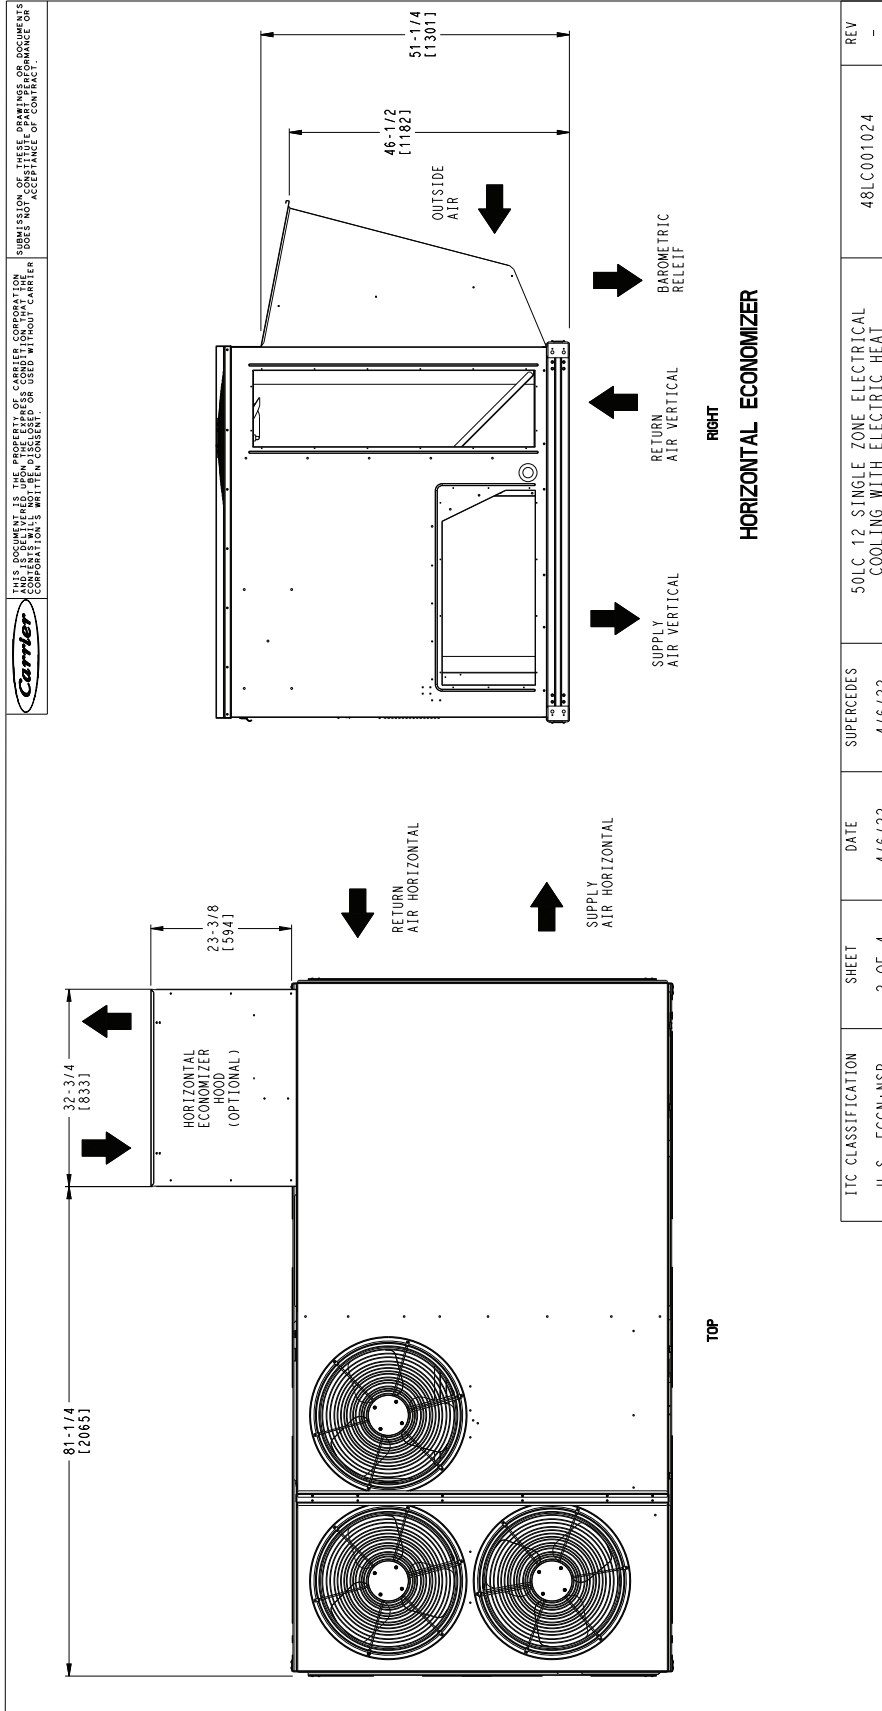 Carrier
THIS DOCUMENT IS THE PROPERTY OF CARRIER CORPORATION
AND IS DELIVERED UPON THE EXPRESS CONDITION THAT THE
CONTENTS WILL NOT BE DISCLOSED OR USED WITHOUT CARRIER
CORPORATION'S WRITTEN CONSENT.
SUBMISSION OF THESE DRAWINGS OR DOCUMENTS
DOES NOT CONSTITUTE PART PERFORMANCE OR
ACCEPTANCE OF CONTRACT.
81-1/4
[2065]
32-3/4
[833]
23-3/8
[594]
HORIZONTAL
ECONOMIZER
HOOD
(OPTIONAL)
RETURN
AIR HORIZONTAL
SUPPLY
AIR HORIZONTAL
TOP
51-1/4
[1301]
46-1/2
[1182]
OUTSIDE
AIR
BAROMETRIC
RELEIF
RETURN
AIR VERTICAL
SUPPLY
AIR VERTICAL
RIGHT
HORIZONTAL ECONOMIZER
ITC CLASSIFICATION
SHEET
DATE
SUPERCEDES
50LC 12 SINGLE ZONE ELECTRICAL
COOLING WITH ELECTRIC HEAT
48LC001024
REV
-